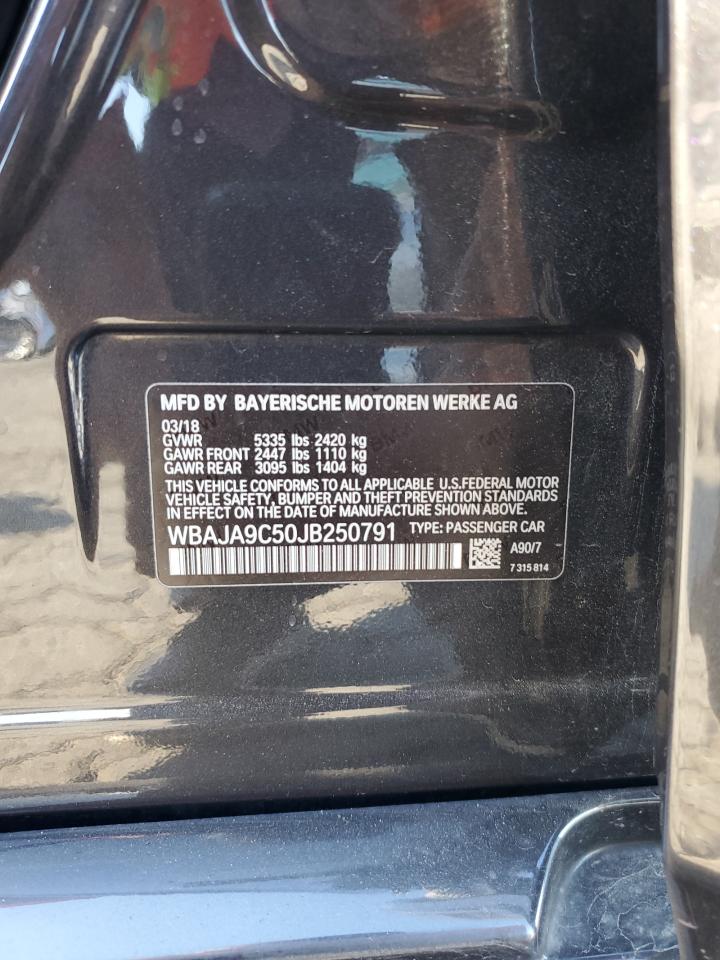 MFD BY BAYERISCHE MOTOREN WERKE AG
03/18
GVWR 5335 lbs 2420 kg
GAWR FRONT 2447 lbs 1110 kg
GAWR REAR 3095 lbs 1404 kg
THIS VEHICLE CONFORMS TO ALL APPLICABLE U.S.FEDERAL MOTOR
VEHICLE SAFETY, BUMPER AND THEFT PREVENTION STANDARDS
IN EFFECT ON THE DATE OF MANUFACTURE SHOWN ABOVE.
WBAJA9C50JB250791 TYPE: PASSENGER CAR
A90/7
7 315 814